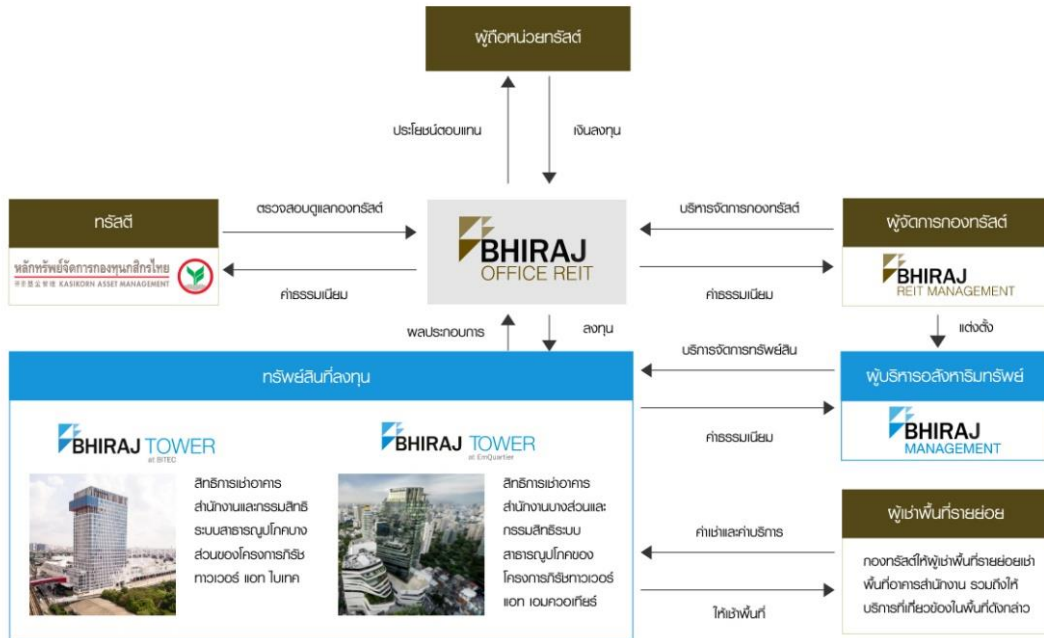 ผู้ถือหน่วยทรัสต์
ประโยชน์ตอบแทน
เงินลงทุน
ทรัสตี
หลักทรัพย์จัดการกองทุนกสิกรไทย
KASIKORN ASSET MANAGEMENT
ตรวจสอบดูแลกองทรัสต์
ค่าธรรมเนียม
BHIRAJ
OFFICE REIT
บริหารจัดการกองทรัสต์
ค่าธรรมเนียม
ผู้จัดการกองทรัสต์
BHIRAJ
REIT MANAGEMENT
ผลประกอบการ
ลงทุน
แต่งตั้ง
ทรัพย์สินที่ลงทุน
บริการจัดการทรัพย์สิน
ค่าธรรมเนียม
ผู้บริหารอสังหาริมทรัพย์
BHIRAJ
MANAGEMENT
BHIRAJ TOWER
at BITEC
สิทธิการเช่าอาคาร
สำนักงานและกรรมสิทธิ
ระบบสาธารณูปโภคบาง
ส่วนของโครงการภิรัช
ทาวเวอร์ แอท ไบเทค
BHIRAJ TOWER
at EmQuartier
สิทธิการเช่าอาคาร
สำนักงานบางส่วนและ
กรรมสิทธิระบบ
สาธารณูปโภคของ
โครงการภิรัชทาวเวอร์
แอท เอมควอเทียร์
ค่าเช่าและค่าบริการ
ให้เช้าพื้นที่
ผู้เช่าพื้นที่รายย่อย
กองทรัสต์ให้ผู้เช่าพื้นที่รายย่อยเช่า
พื้นที่อาคารสำนักงาน รวมถึงให้
บริการที่เกี่ยวข้องในพื้นที่ดังกล่าว